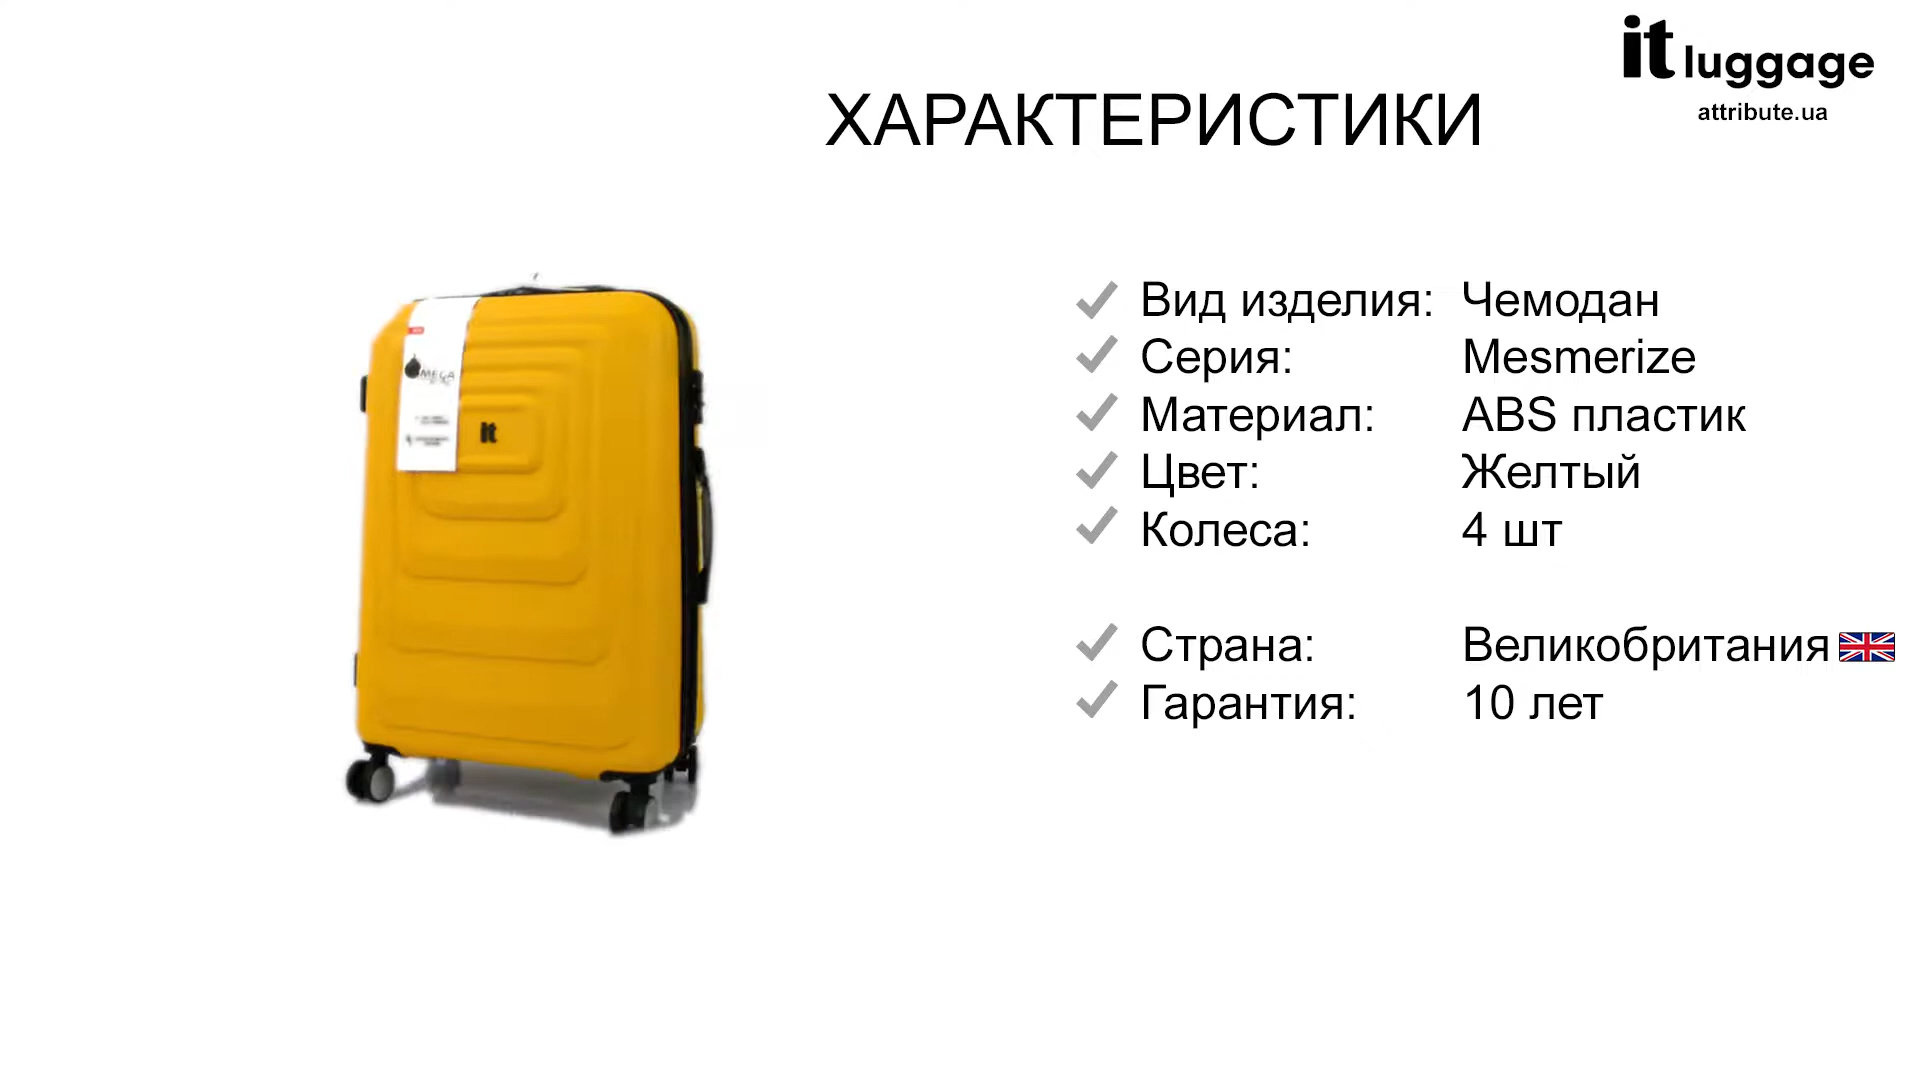 it luggage
attribute.ua
ХАРАКТЕРИСТИКИ
Вид изделия: Чемодан
Серия: Mesmerize
Материал: ABS пластик
Цвет: Желтый
Колеса: 4 шт
Страна: Великобритания
Гарантия: 10 лет
it